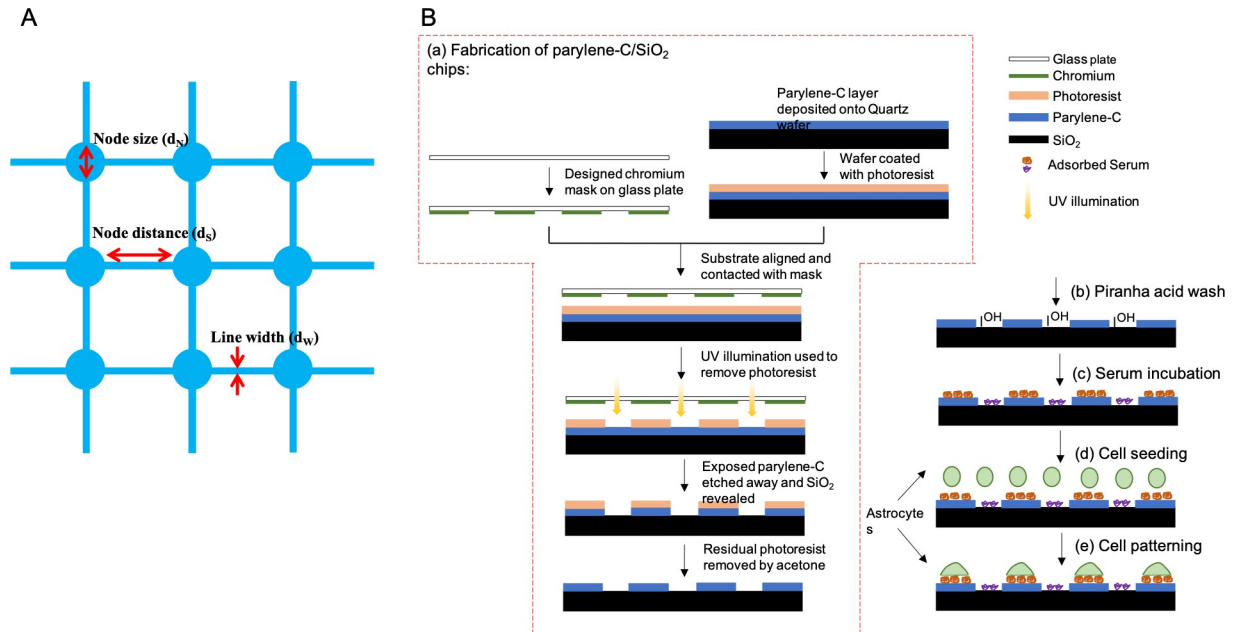 A
Node size (dN)
Node distance (dS)
Line width (dW)
B
(a) Fabrication of parylene-C/SiO2
chips:
Designed chromium
mask on glass plate
Parylene-C layer
deposited onto Quartz
wafer
Wafer coated
with photoresist
Substrate aligned and
contacted with mask
UV illumination used to
remove photoresist
Exposed parylene-C
etched away and SiO2
revealed
Residual photoresist
removed by acetone
Glass plate
Chromium
Photoresist
Parylene-C
SiO2
Adsorbed Serum
UV illumination
(b) Piranha acid wash
OH
OH
OH
(c) Serum incubation
(d) Cell seeding
Astrocyte
s
(e) Cell patterning